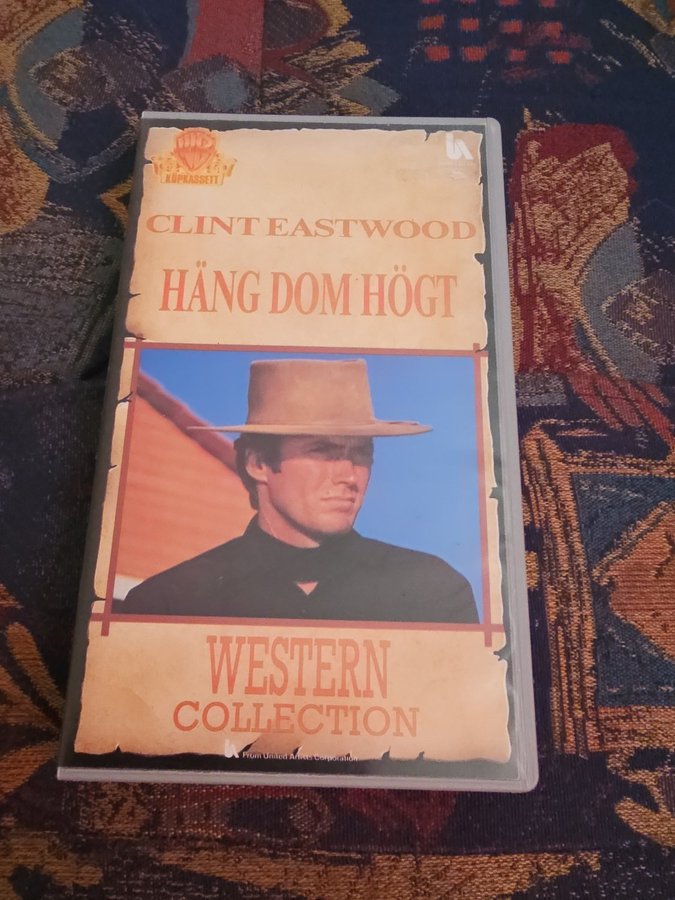 KÖPKASSETT
CLINT EASTWOOD
HÄNG DOM HÖGT
WESTERN
COLLECTION
From United Artists Corporation